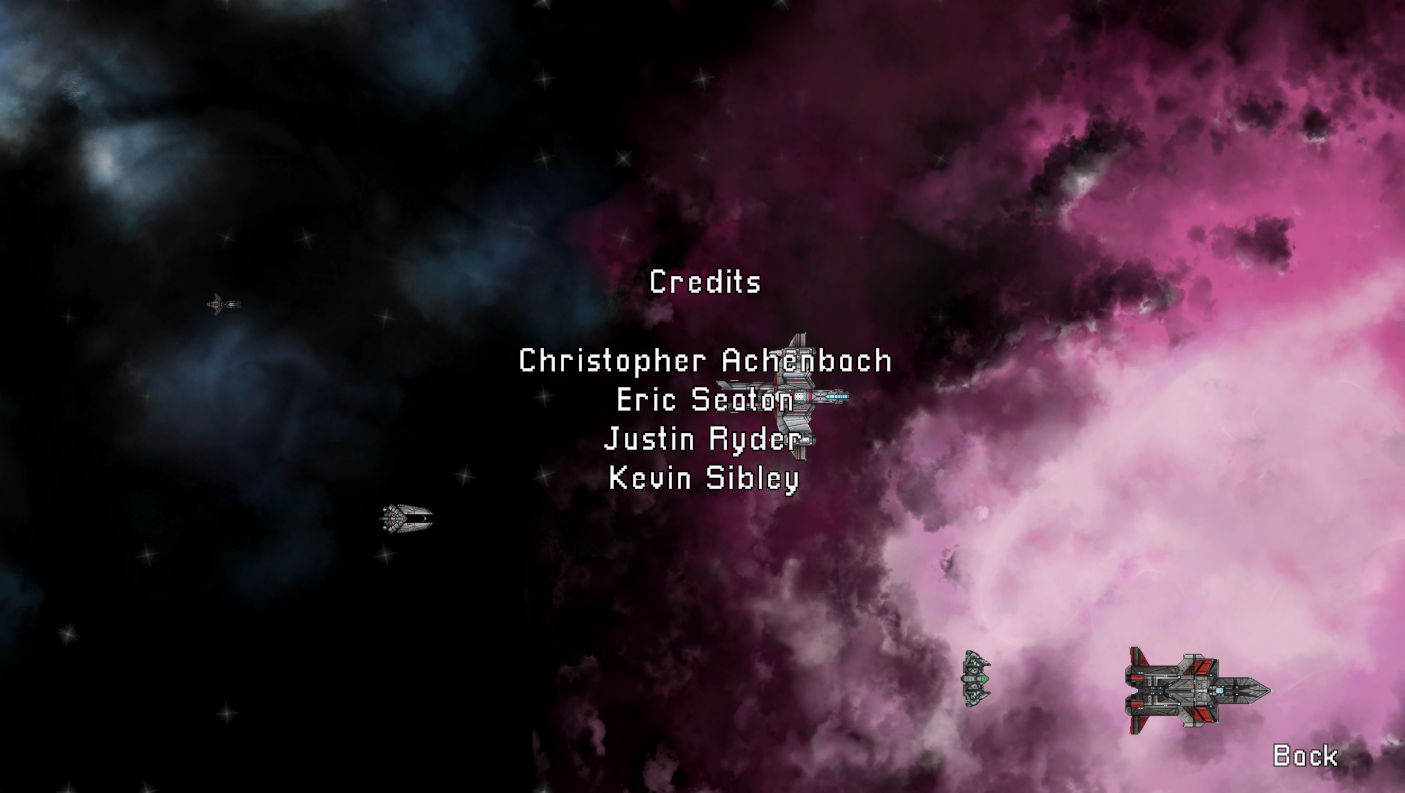 Credits
Christopher Achenbach
Eric Seaton
Justin Ryder
Kevin Sibley
Back